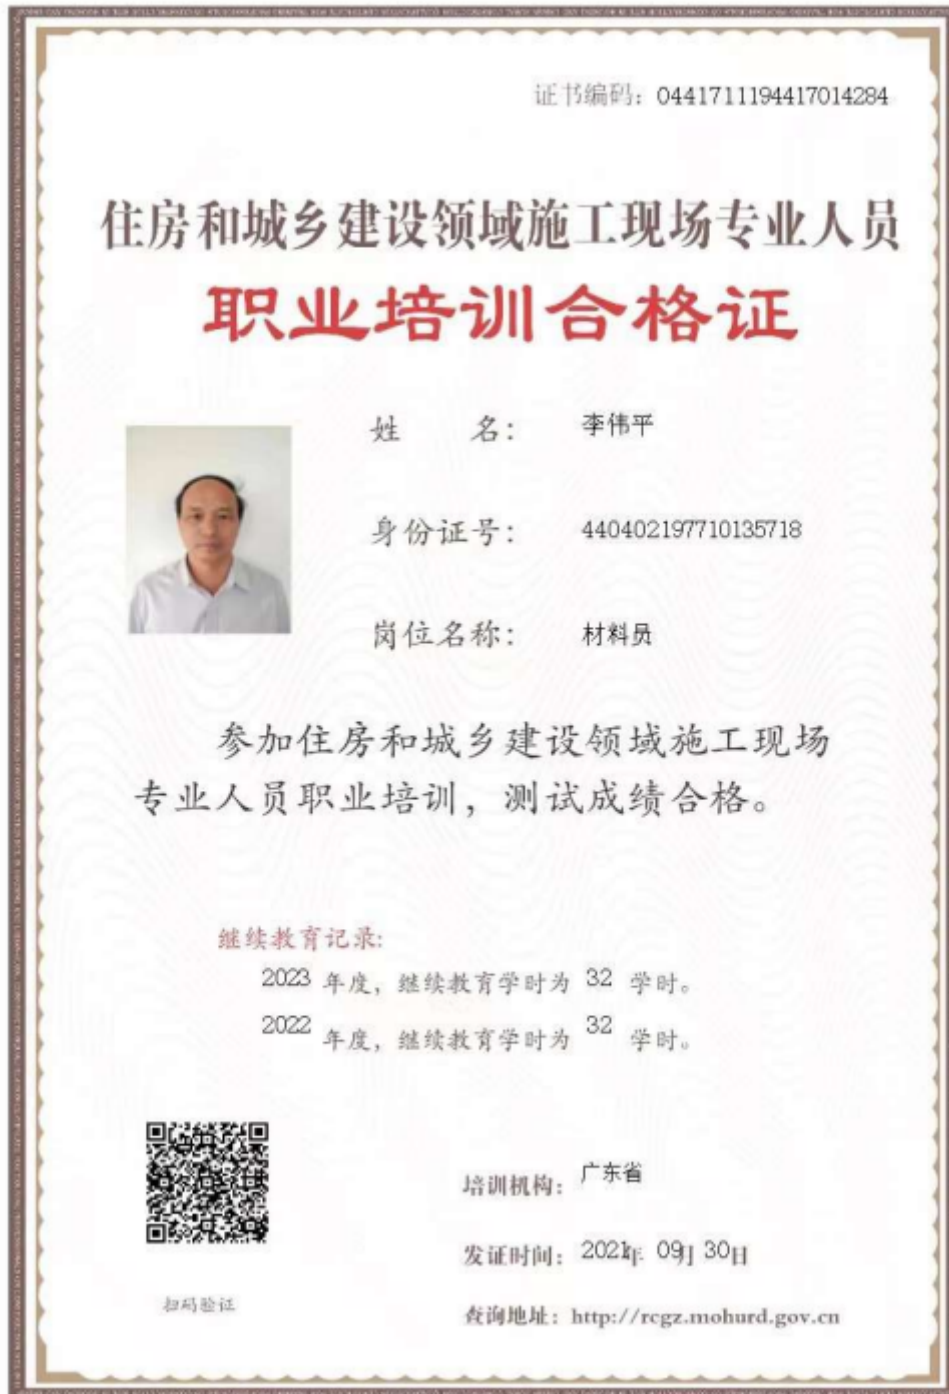 证书编码：0441711194417014284
住房和城乡建设领域施工现场专业人员
职业培训合格证
姓 名： 李伟平
身份证号： 440402197710135718
岗位名称： 材料员
参加住房和城乡建设领域施工现场
专业人员职业培训，测试成绩合格。
继续教育记录:
2023 年度，继续教育学时为 32 学时。
2022 年度，继续教育学时为 32 学时。
培训机构： 广东省
发证时间： 2021年 09月 30日
扫码验证
查询地址：http://rcgz.mohurd.gov.cn